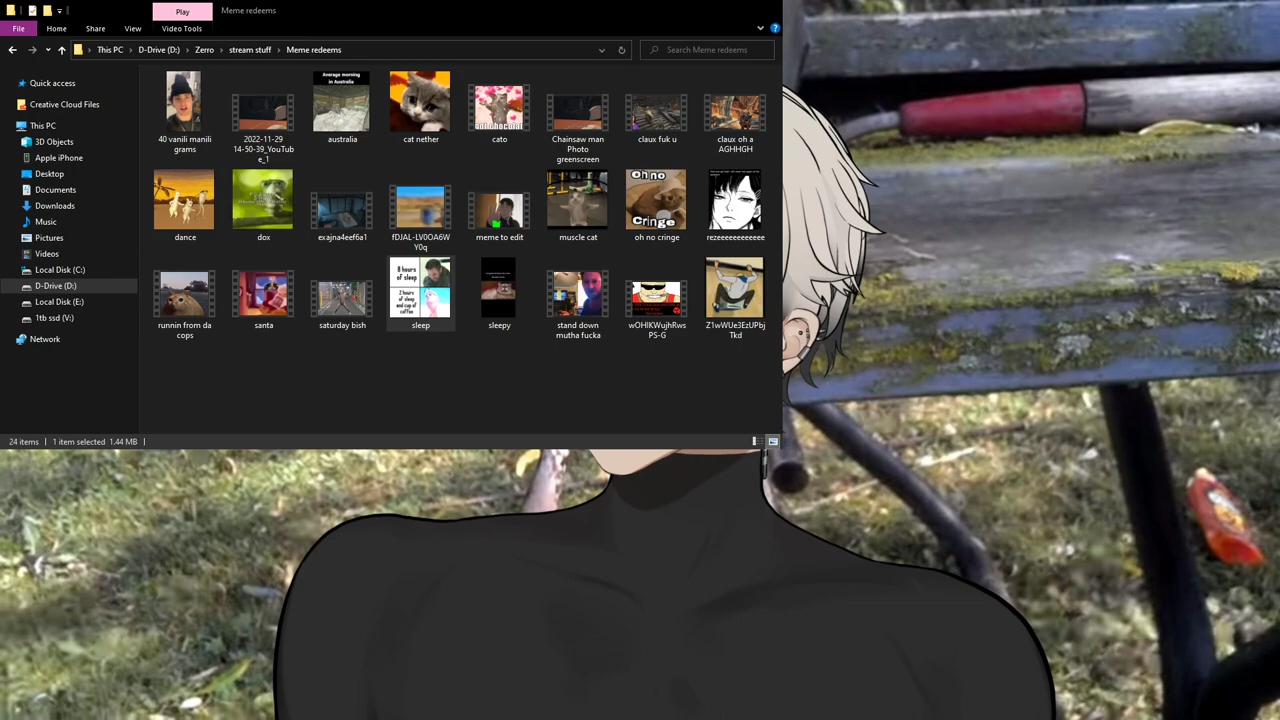 Play
Meme redeems
File
Home
Share
View
Video Tools
This PC
D-Drive (D:)
Zerro
stream stuff
Meme redeems
Search Meme redeems
Quick access
Creative Cloud Files
This PC
3D Objects
Apple iPhone
Desktop
Documents
Downloads
Music
Pictures
Videos
Local Disk (C:)
D-Drive (D:)
Local Disk (E:)
1tb ssd (V:)
Network
Average morning
in Australia
40 vanili manili
grams
2022-11-29
14-50-39_YouTub
e_1
australia
cat nether
cato
Chainsaw man
Photo
greenscreen
claux fuk u
claux oh a
AGHHGH
Oh no
Cringe
dance
dox
exajna4eef6a1
fDJAL-LV0OA6W
Y0q
meme to edit
muscle cat
oh no cringe
rezeeeeeeeeeeee
8 hours
of sleep
2 hours
of sleep
and cup of
coffee
runnin from da
cops
santa
saturday bish
sleep
sleepy
stand down
mutha fucka
wOHlKWujhRws
PS-G
Z1wWUe3EzUPbj
Tkd
24 items
1 item selected 1.44 MB